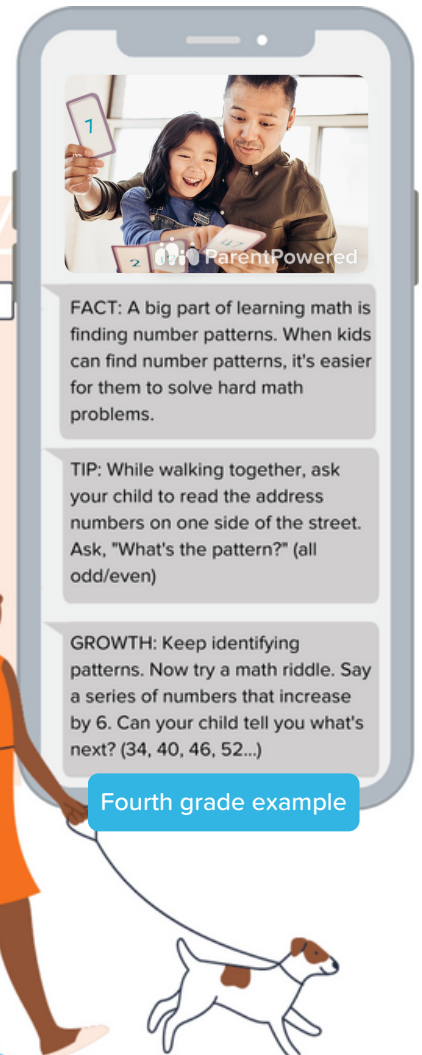 7
2
47
ParentPowered
FACT: A big part of learning math is
finding number patterns. When kids
can find number patterns, it's easier
for them to solve hard math
problems.
TIP: While walking together, ask
your child to read the address
numbers on one side of the street.
Ask, "What's the pattern?" (all
odd/even)
GROWTH: Keep identifying
patterns. Now try a math riddle. Say
a series of numbers that increase
by 6. Can your child tell you what's
next? (34, 40, 46, 52...)
Fourth grade example